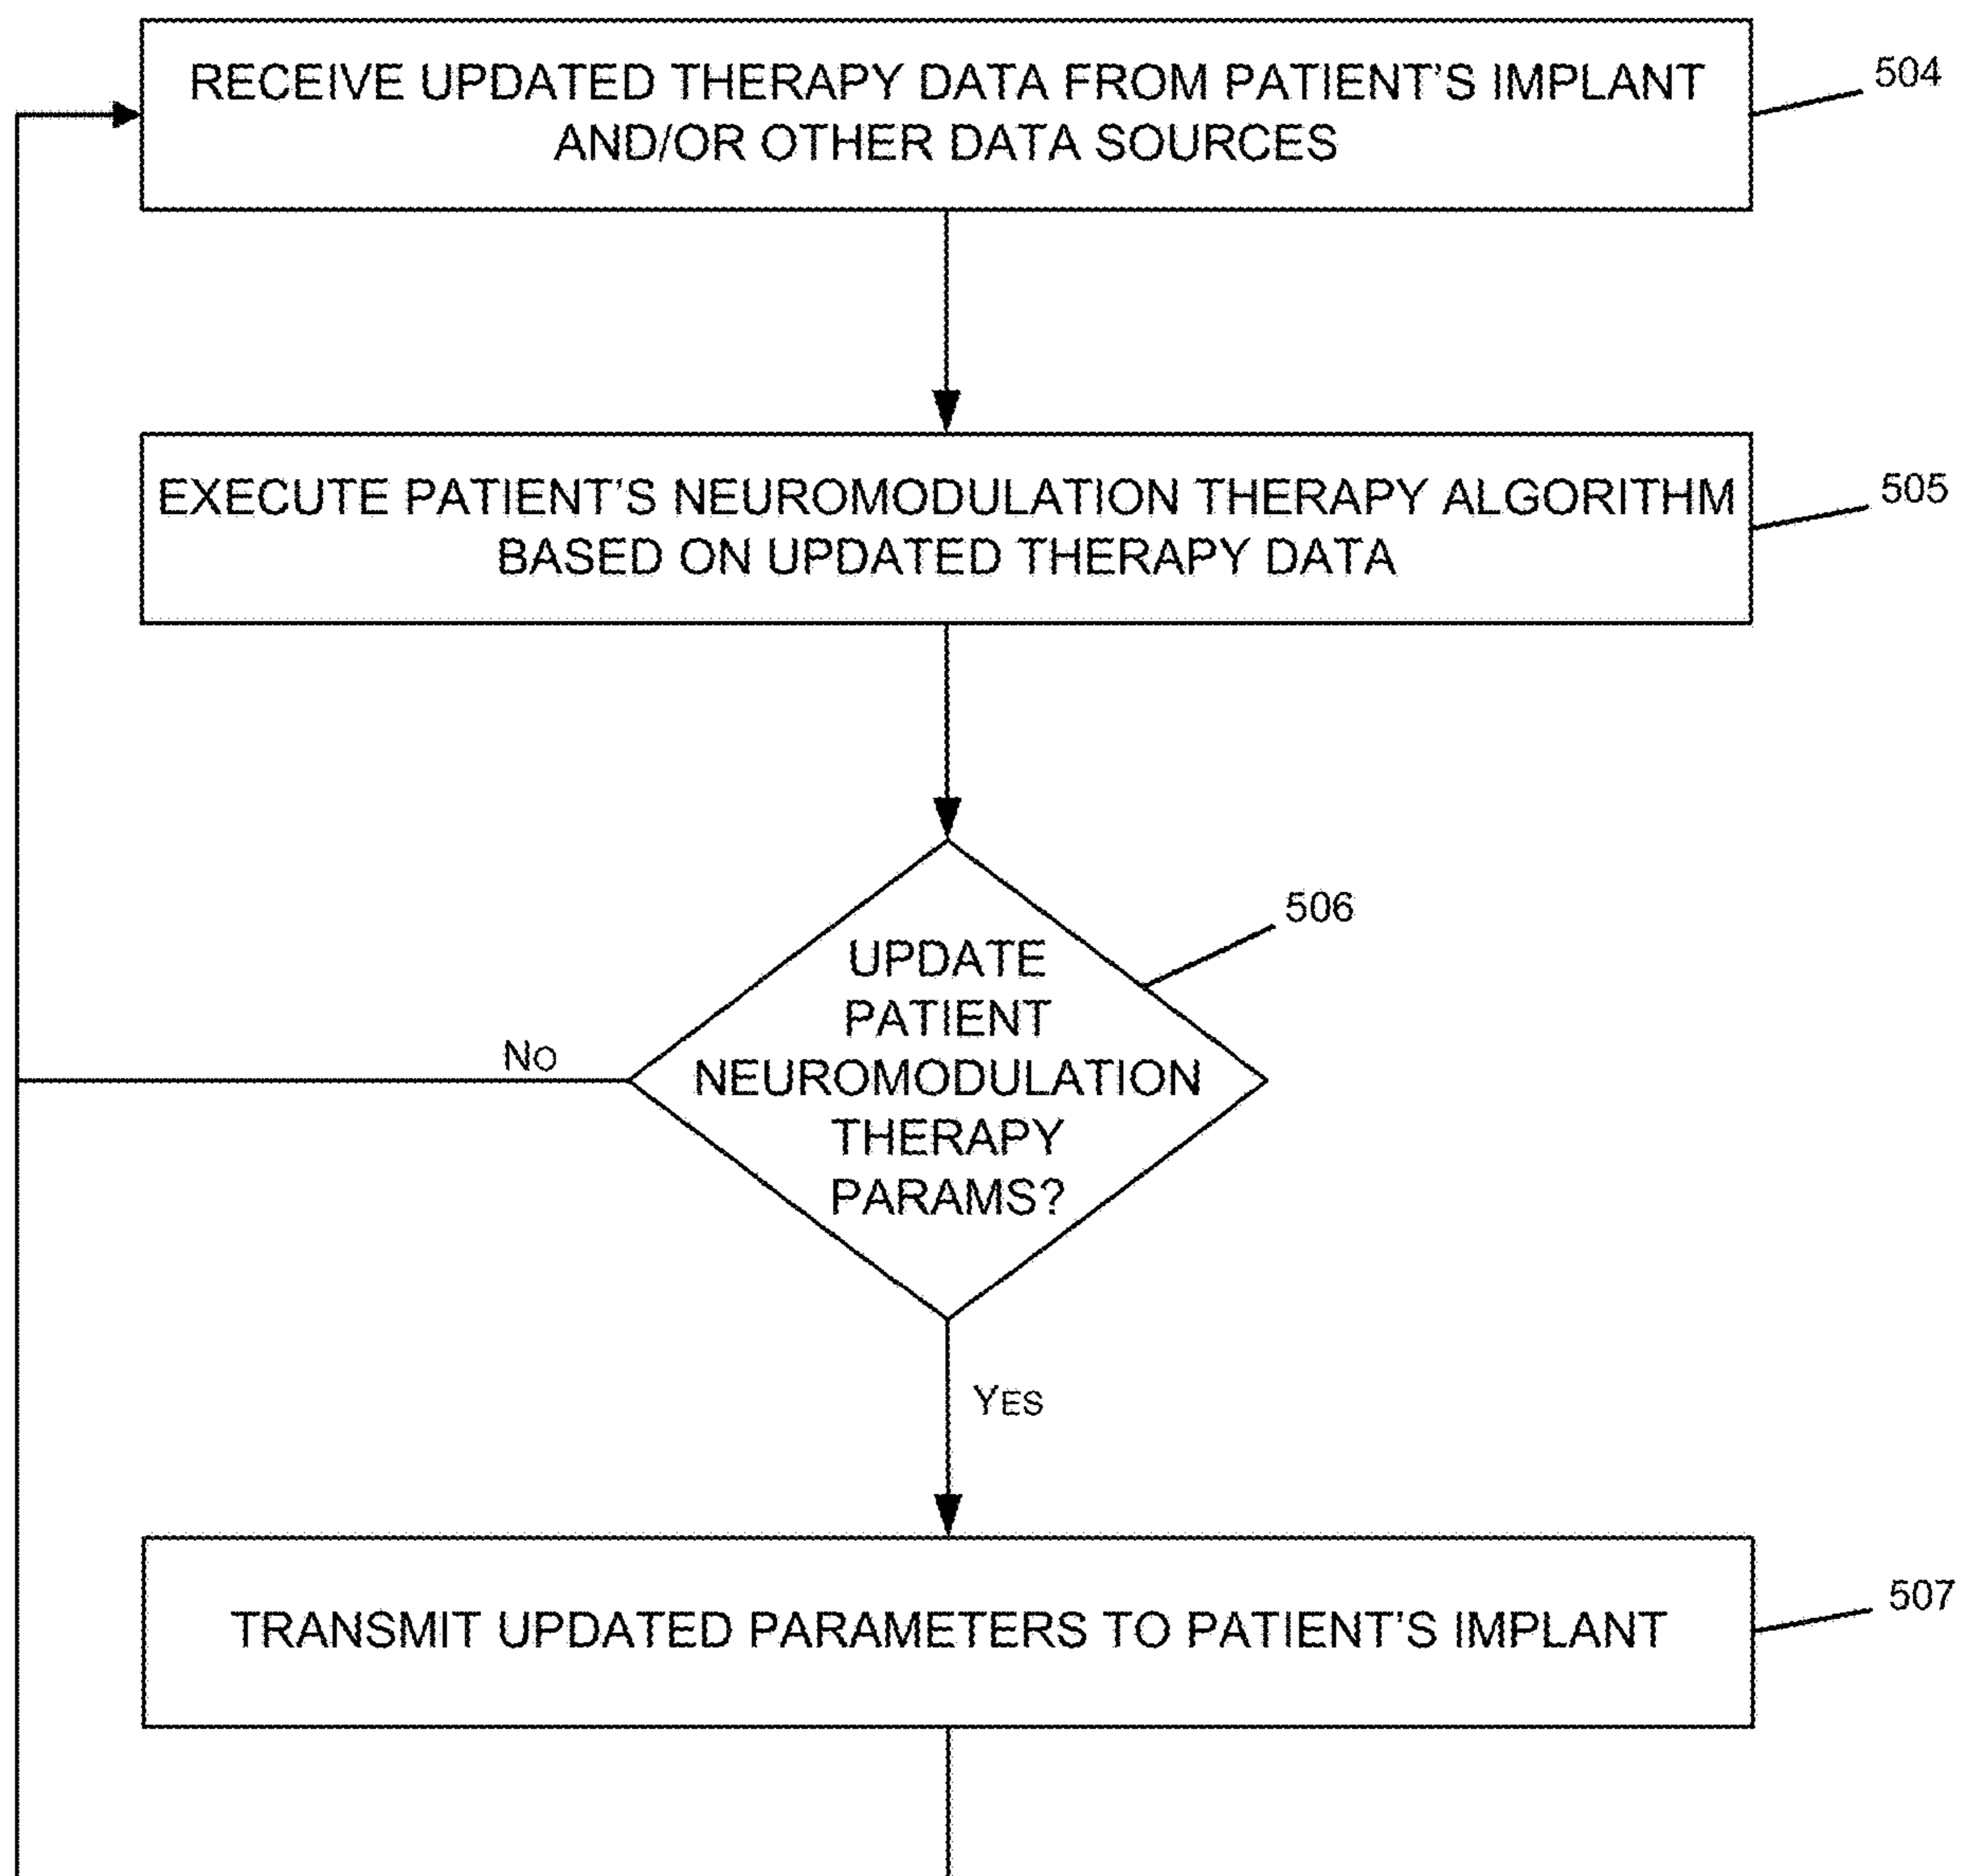 RECEIVE UPDATED THERAPY DATA FROM PATIENT'S IMPLANT
AND/OR OTHER DATA SOURCES
504
EXECUTE PATIENT'S NEUROMODULATION THERAPY ALGORITHM
BASED ON UPDATED THERAPY DATA
505
506
UPDATE
PATIENT
NEUROMODULATION
THERAPY
PARAMS?
NO
YES
TRANSMIT UPDATED PARAMETERS TO PATIENT'S IMPLANT
507